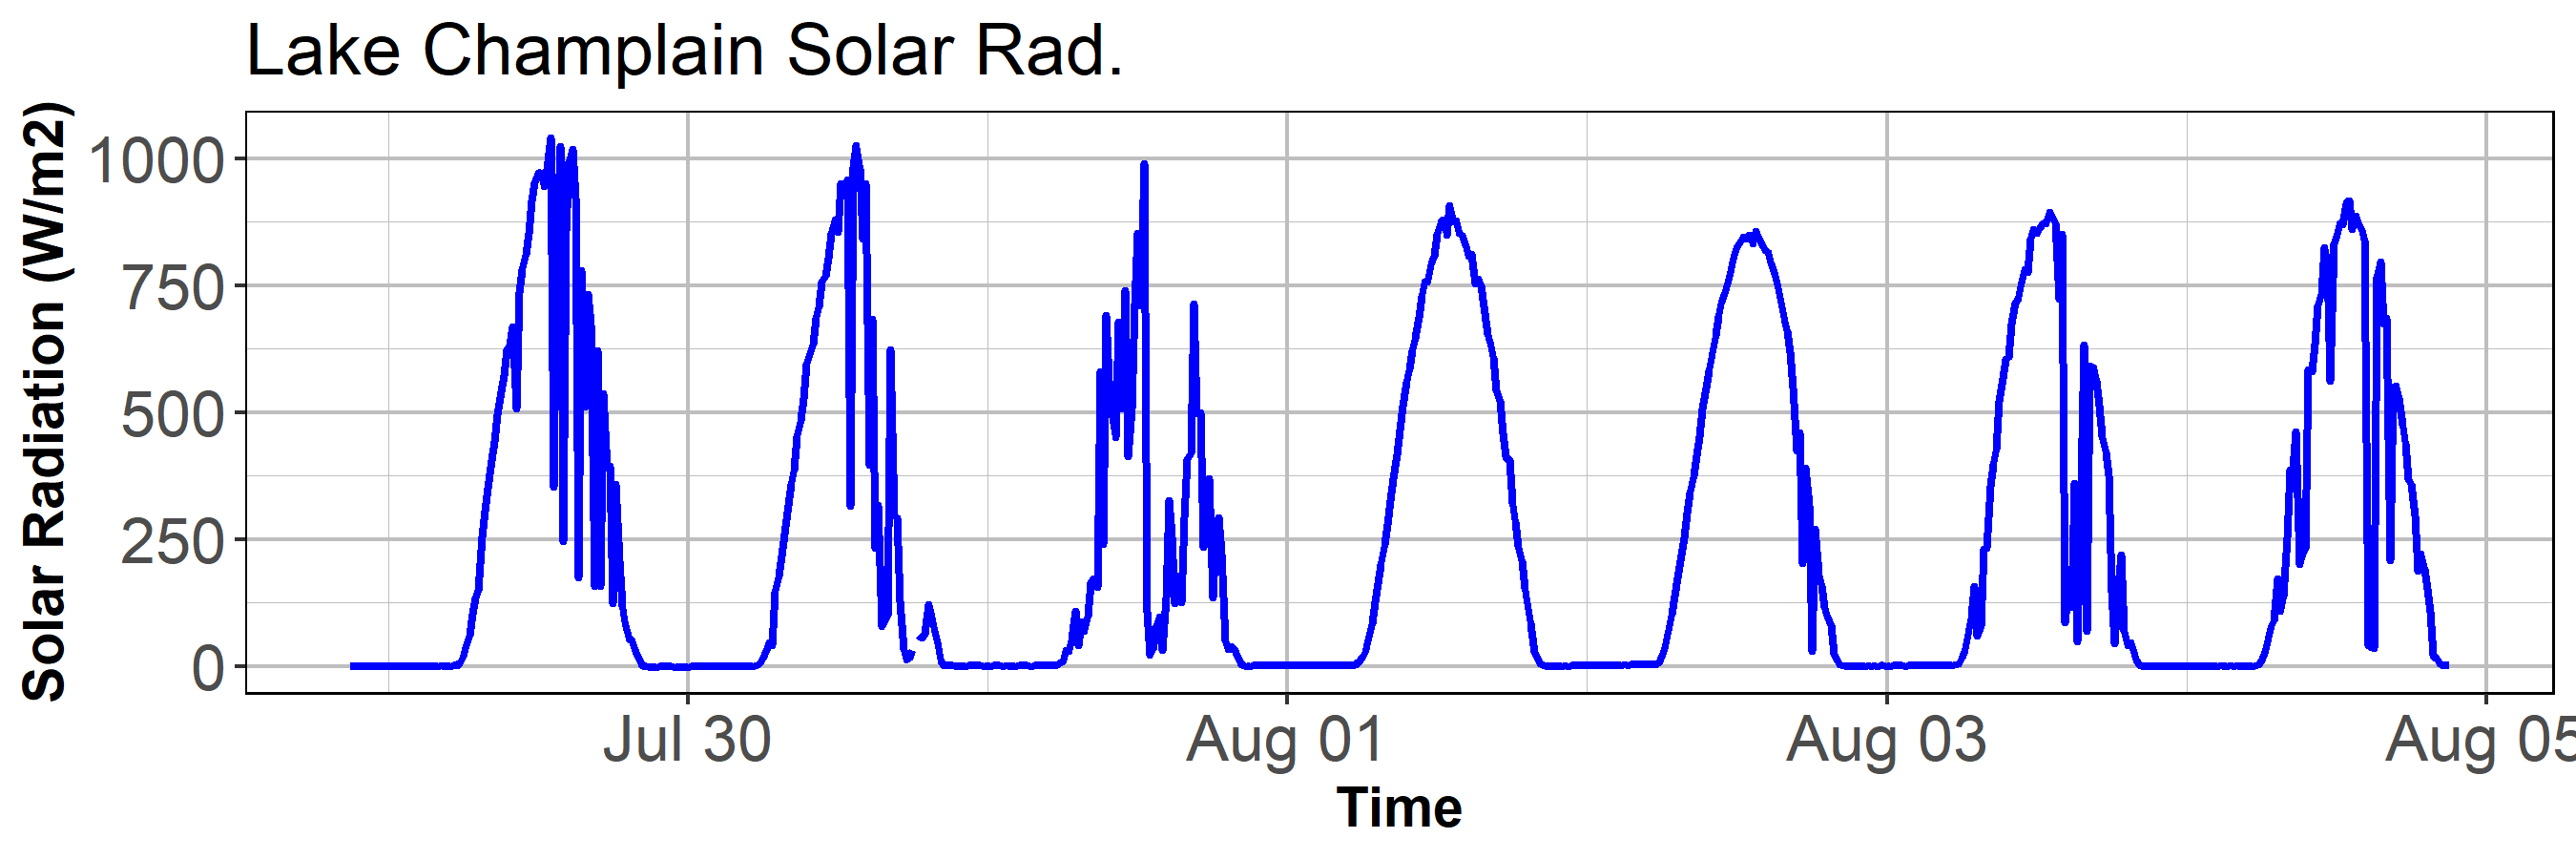 Lake Champlain Solar Rad.
Solar Radiation (W/m2)
1000
750
500
250
0
Jul 30
Aug 01
Aug 03
Aug 05
Time